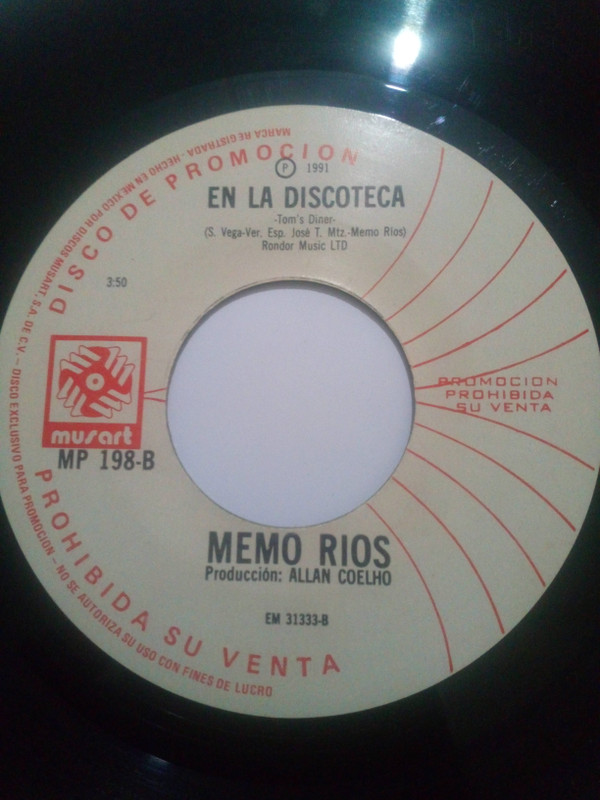 DISCO DE PROMOCION
MARCA REGISTRADA - HECHO EN MEXICO POR DISCOS MUSART, S.A. DE C.V. - DISCO EXCLUSIVO PARA PROMOCION - NO SE AUTORIZA SU USO CON FINES DE LUCRO
Ⓟ 1991
EN LA DISCOTECA
-Tom's Diner-
(S. Vega-Ver. Esp. José T. Mtz.-Memo Ríos)
Rondor Music LTD
3:50
musart
MP 198-B
PROMOCION
PROHIBIDA
SU VENTA
MEMO RIOS
Producción: ALLAN COELHO
EM 31333-B
PROHIBIDA SU VENTA